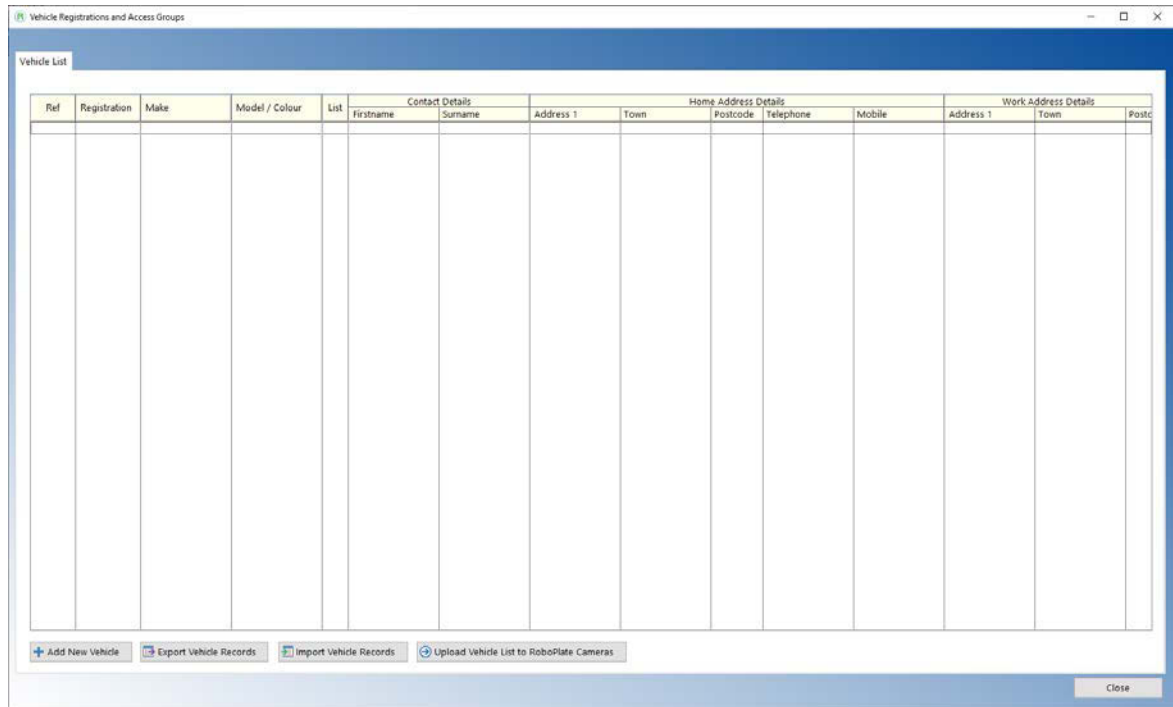 Vehicle Registrations and Access Groups
Vehicle List
Ref Registration Make Model / Colour List Contact Details Home Address Details Work Address Details
Firstname Surname Address 1 Town Postcode Telephone Mobile Address 1 Town Postc
Add New Vehicle Export Vehicle Records Import Vehicle Records Upload Vehicle List to RoboPlate Cameras
Close